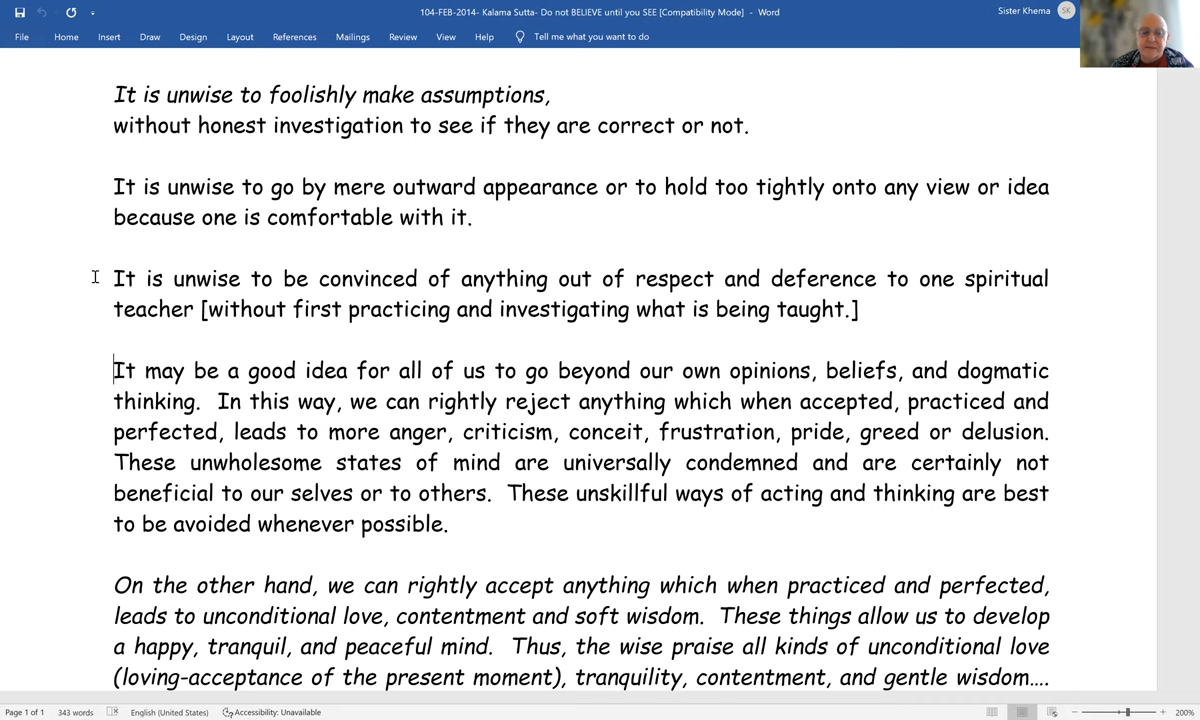 104-FEB-2014- Kalama Sutta- Do not BELIEVE until you SEE [Compatibility Mode] - Word
Sister Khema SK
File Home Insert Draw Design Layout References Mailings Review View Help Tell me what you want to do
It is unwise to foolishly make assumptions,
without honest investigation to see if they are correct or not.
It is unwise to go by mere outward appearance or to hold too tightly onto any view or idea
because one is comfortable with it.
It is unwise to be convinced of anything out of respect and deference to one spiritual
teacher [without first practicing and investigating what is being taught.]
It may be a good idea for all of us to go beyond our own opinions, beliefs, and dogmatic
thinking. In this way, we can rightly reject anything which when accepted, practiced and
perfected, leads to more anger, criticism, conceit, frustration, pride, greed or delusion.
These unwholesome states of mind are universally condemned and are certainly not
beneficial to our selves or to others. These unskillful ways of acting and thinking are best
to be avoided whenever possible.
On the other hand, we can rightly accept anything which when practiced and perfected,
leads to unconditional love, contentment and soft wisdom. These things allow us to develop
a happy, tranquil, and peaceful mind. Thus, the wise praise all kinds of unconditional love
(loving-acceptance of the present moment), tranquility, contentment, and gentle wisdom....
Page 1 of 1 343 words English (United States) Accessibility: Unavailable 200%